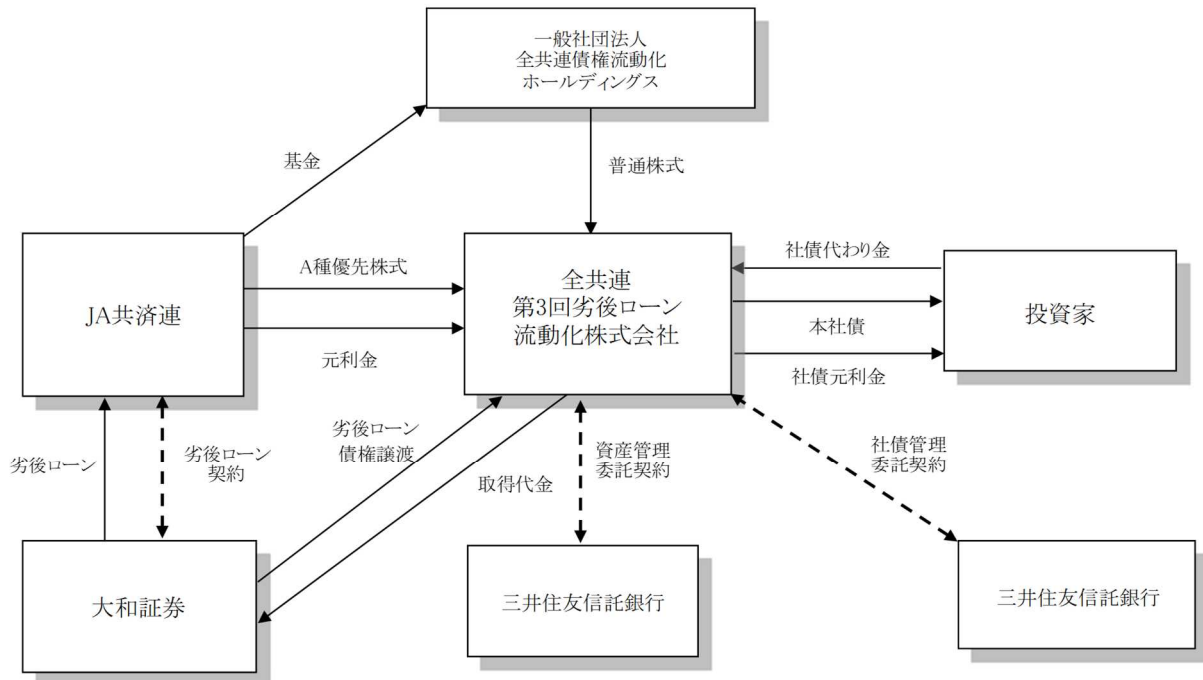 一般社団法人
全共連債権流動化
ホールディングス
基金
普通株式
JA共済連
A種優先株式
元利金
全共連
第3回劣後ローン
流動化株式会社
社債代わり金
本社債
社債元利金
投資家
劣後ローン
劣後ローン
契約
劣後ローン
債権譲渡
取得代金
資産管理
委託契約
社債管理
委託契約
大和証券
三井住友信託銀行
三井住友信託銀行